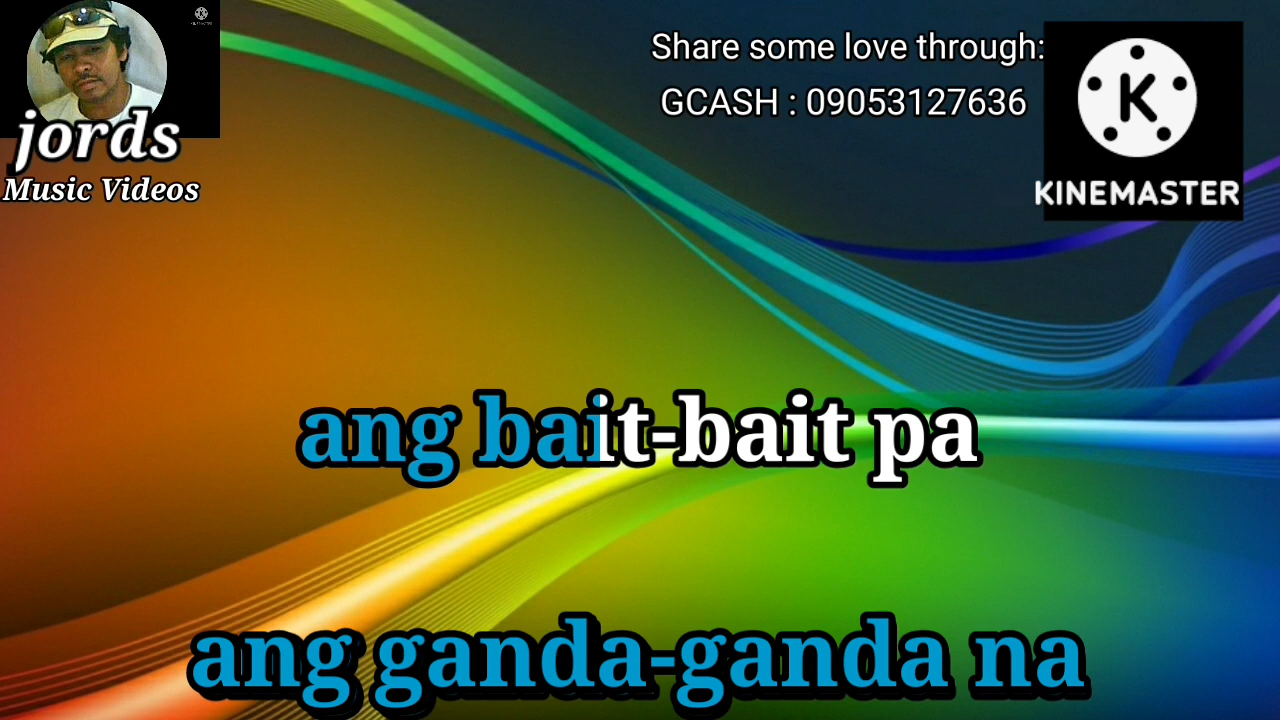 jords
Music Videos
Share some love through:
GCASH : 09053127636
KINEMASTER
ang bait-bait pa
ang ganda-ganda na